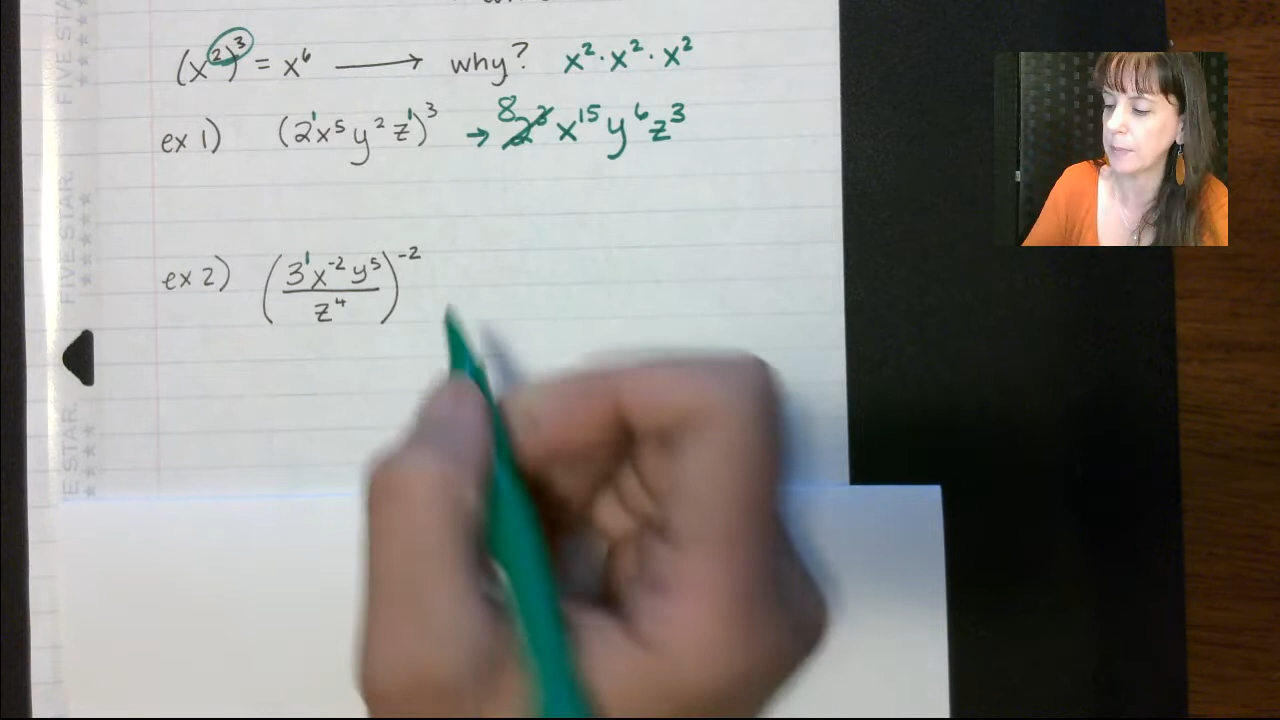 (x²)³ = x⁶ ⟶ why? x²·x²·x²
ex 1) (2¹x⁵y²z¹)³ → 8 2³ x¹⁵y⁶z³
ex 2) (3¹x⁻²y⁵/z⁴)⁻²
FIVE STAR
FIVE STAR
E STAR